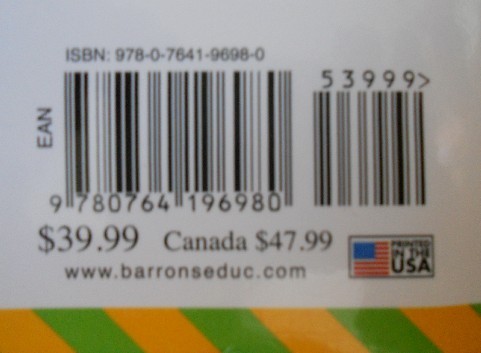 ISBN: 978-0-7641-9698-0
53999>
EAN
9 780764 196980
$39.99 Canada $47.99
PRINTED
IN THE
USA
www.barronseduc.com